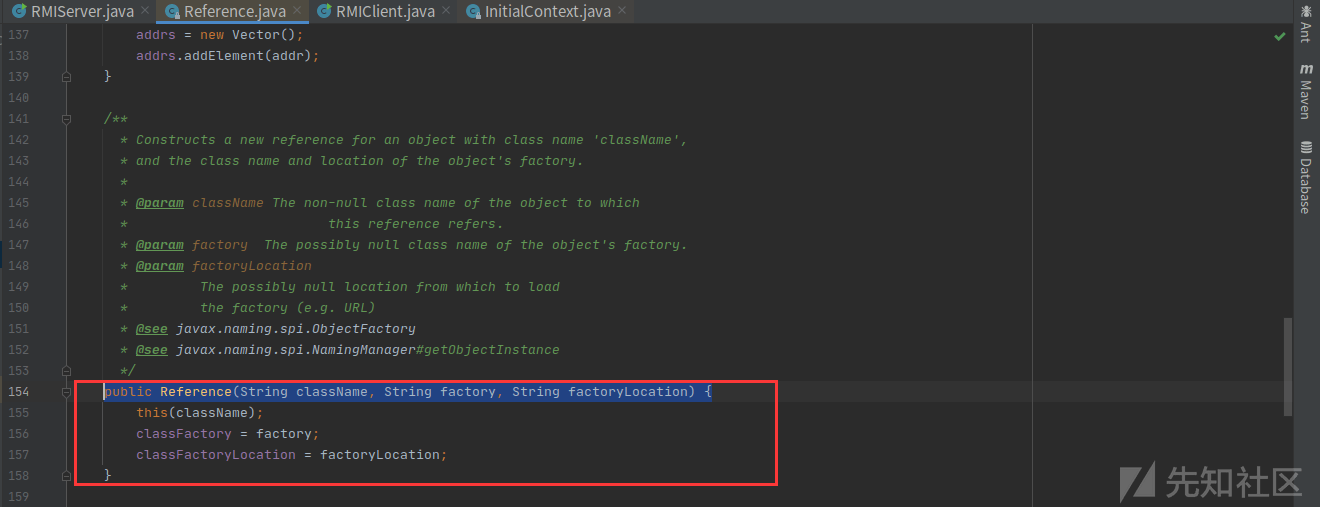 RMIServer.java Reference.java RMIClient.java InitialContext.java
137 addrs = new Vector();
138 addrs.addElement(addr);
139 }
140
141 /**
142 * Constructs a new reference for an object with class name 'className',
143 * and the class name and location of the object's factory.
144 *
145 * @param className The non-null class name of the object to which
146 * this reference refers.
147 * @param factory The possibly null class name of the object's factory.
148 * @param factoryLocation
149 * The possibly null location from which to load
150 * the factory (e.g. URL)
151 * @see javax.naming.spi.ObjectFactory
152 * @see javax.naming.spi.NamingManager#getObjectInstance
153 */
154 public Reference(String className, String factory, String factoryLocation) {
155 this(className);
156 classFactory = factory;
157 classFactoryLocation = factoryLocation;
158 }
159
Ant
m Maven
Database
先知社区